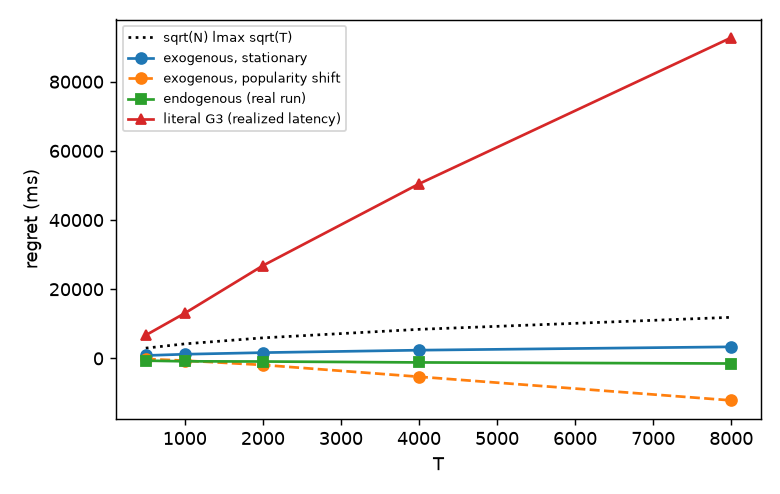 sqrt(N) lmax sqrt(T)
exogenous, stationary
exogenous, popularity shift
endogenous (real run)
literal G3 (realized latency)
80000
60000
40000
20000
0
regret (ms)
1000 2000 3000 4000 5000 6000 7000 8000
T